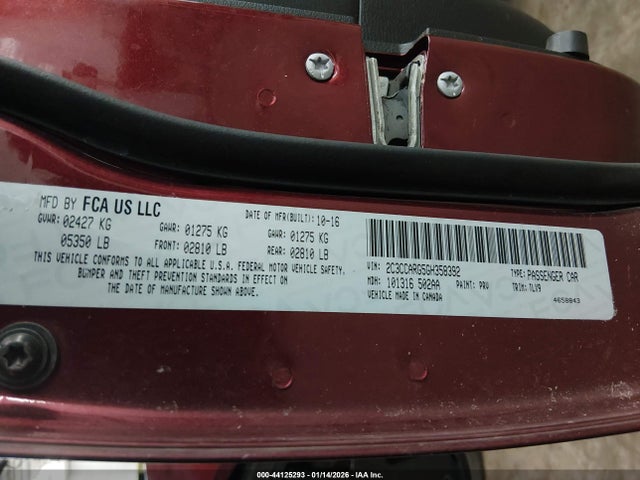 MFD BY FCA US LLC
DATE OF MFR(BUILT): 10-16
GVWR: 02427 KG
GAWR: 01275 KG
GAWR: 01275 KG
05350 LB
FRONT: 02810 LB
REAR: 02810 LB
THIS VEHICLE CONFORMS TO ALL APPLICABLE U.S.A. FEDERAL MOTOR VEHICLE SAFETY,
BUMPER AND THEFT PREVENTION STANDARDS IN EFFECT ON
THE DATE OF MANUFACTURE SHOWN ABOVE.
VIN: 2C3CCARG5GH358392
TYPE: PASSENGER CAR
MDH: 101316 502AA
PAINT: PRV
TRIM: TLV9
VEHICLE MADE IN CANADA
4658843
000-44125293 - 01/14/2026 - IAA Inc.